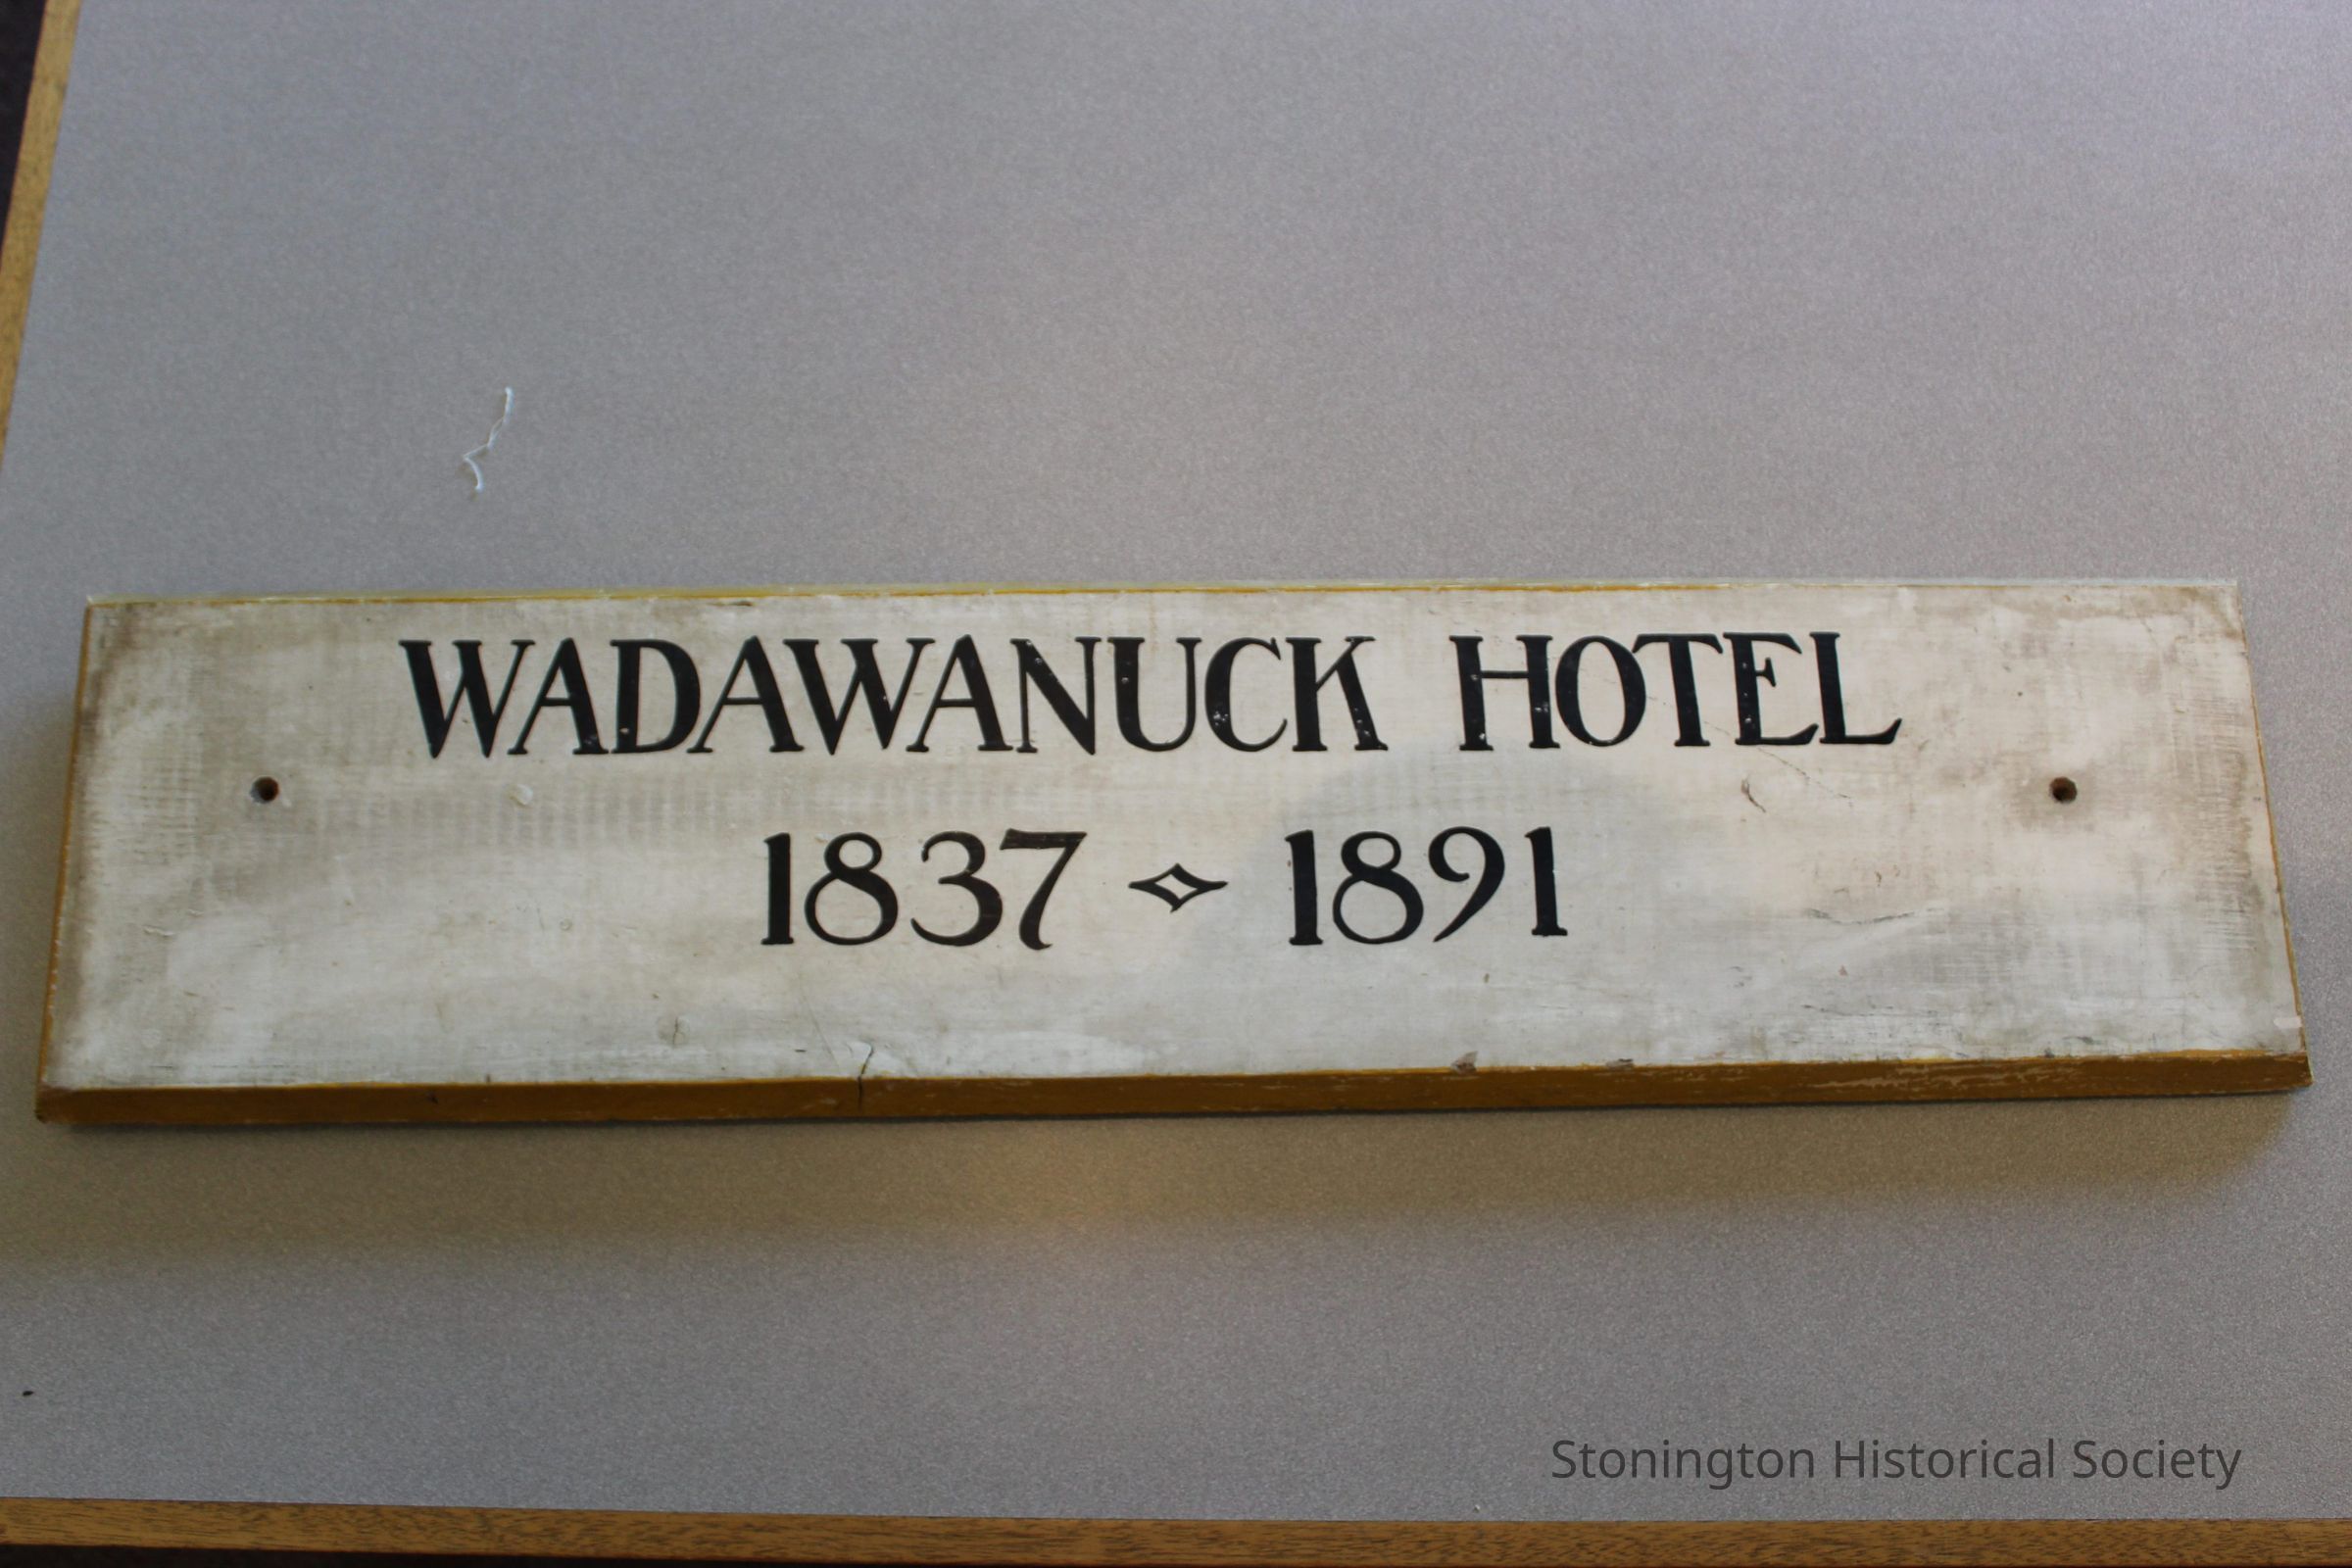 WADAWANUCK HOTEL
1837 ⟡ 1891
Stonington Historical Society